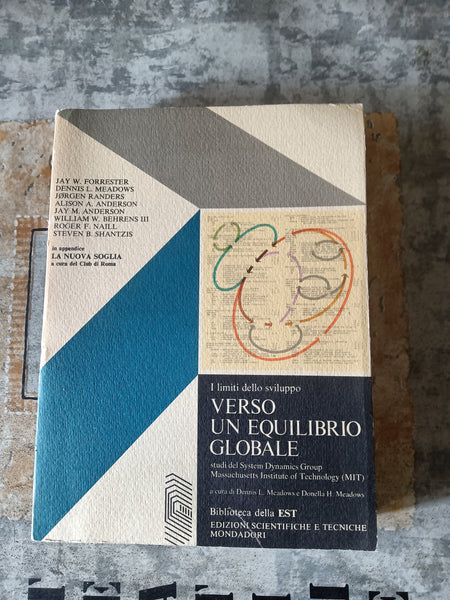 JAY W. FORRESTER
DENNIS L. MEADOWS
JØRGEN RANDERS
ALISON A. ANDERSON
JAY M. ANDERSON
WILLIAM W. BEHRENS III
ROGER F. NAILL
STEVEN B. SHANTZIS
in appendice
LA NUOVA SOGLIA
a cura del Club di Roma
I limiti dello sviluppo
VERSO
UN EQUILIBRIO
GLOBALE
studi del System Dynamics Group
Massachusetts Institute of Technology (MIT)
a cura di Dennis L. Meadows e Donella H. Meadows
Biblioteca della EST
EDIZIONI SCIENTIFICHE E TECNICHE
MONDADORI